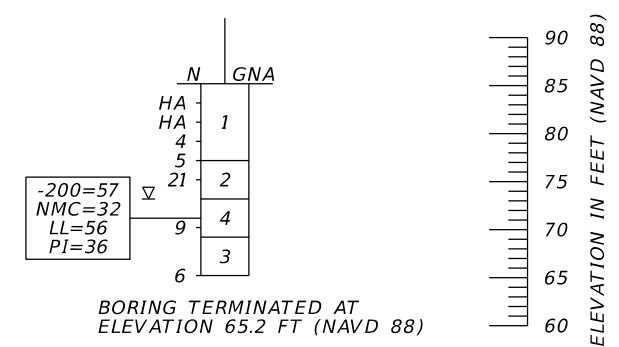 N GNA
HA
HA
4
5
21
9
6
1
2
4
3
-200=57
NMC=32
LL=56
PI=36
BORING TERMINATED AT
ELEVATION 65.2 FT (NAVD 88)
90
85
80
75
70
65
60
ELEVATION IN FEET (NAVD 88)